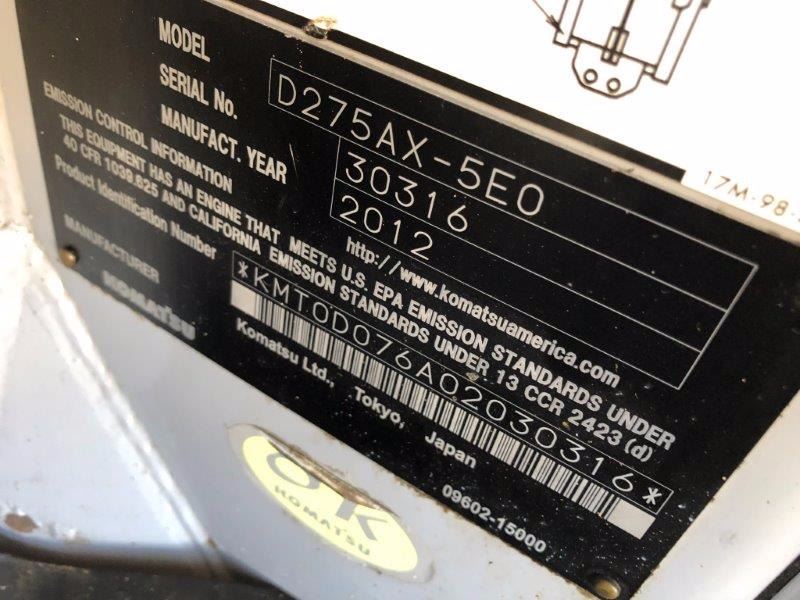 MODEL D275AX-5E0
SERIAL No. 30316
MANUFACT. YEAR 2012
http://www.komatsuamerica.com
EMISSION CONTROL INFORMATION
THIS EQUIPMENT HAS AN ENGINE THAT MEETS U.S. EPA EMISSION STANDARDS UNDER
40 CFR 1039.625 AND CALIFORNIA EMISSION STANDARDS UNDER 13 CCR 2423 (d)
Product Identification Number
*KMT0D076A02030316*
MANUFACTURER
KOMATSU
Komatsu Ltd., Tokyo, Japan
09602-15000
17M-98-
OK
KOMATSU